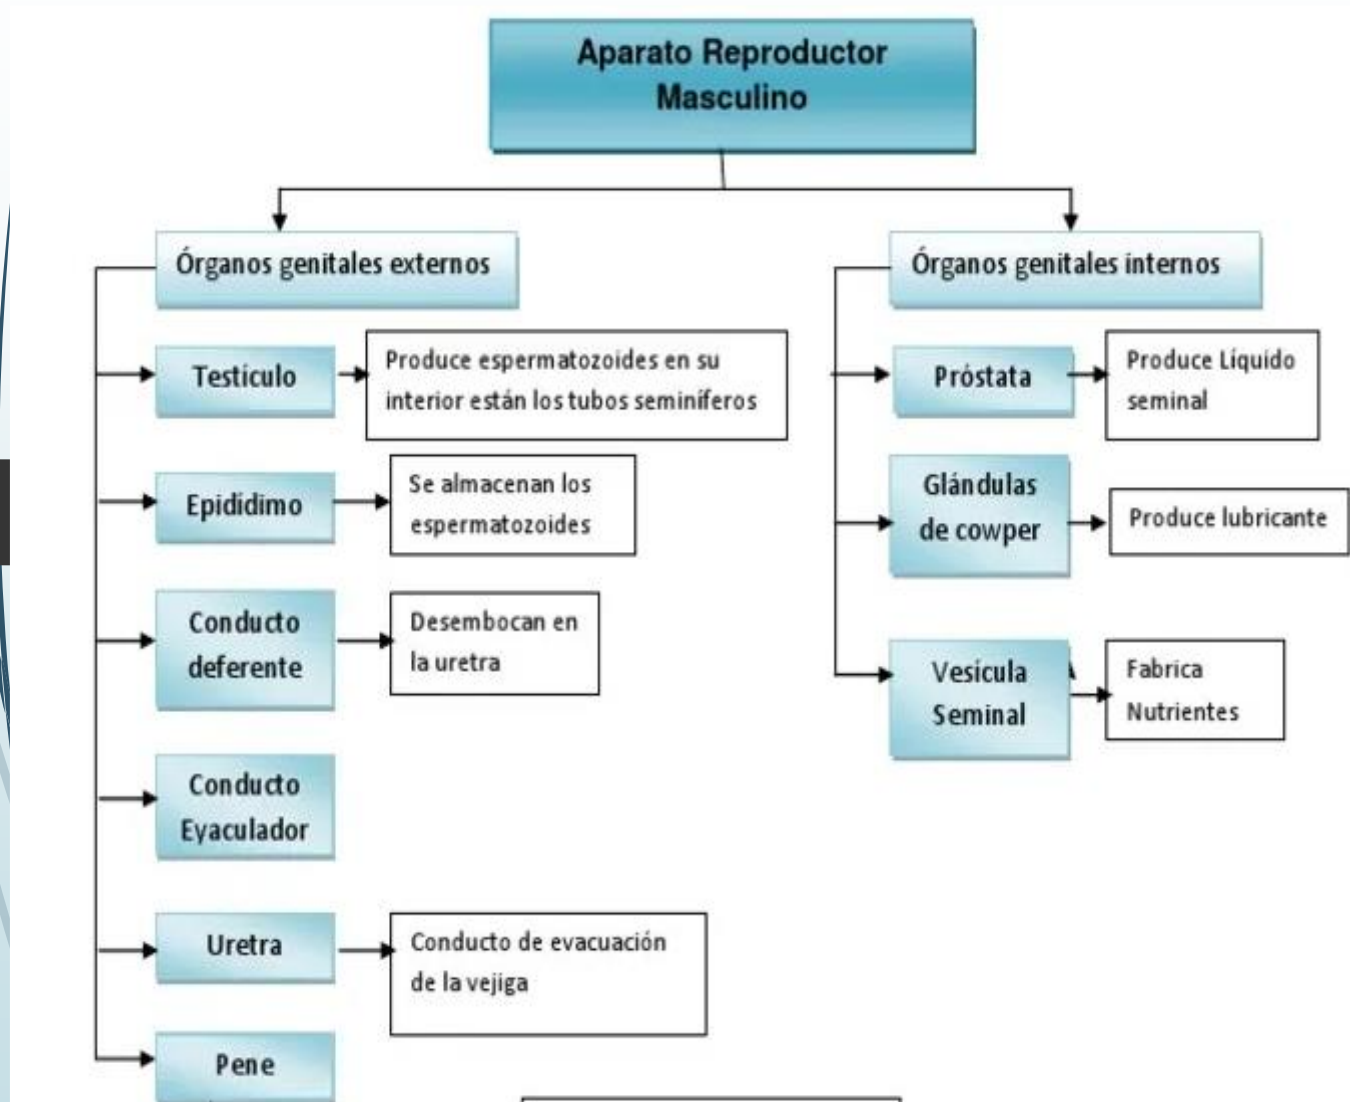 Aparato Reproductor
Masculino
Órganos genitales externos
Testículo
Produce espermatozoides en su
interior están los tubos seminíferos
Epidídimo
Se almacenan los
espermatozoides
Conducto
deferente
Desembocan en
la uretra
Conducto
Eyaculador
Uretra
Conducto de evacuación
de la vejiga
Pene
Órganos genitales internos
Próstata
Produce Líquido
seminal
Glándulas
de cowper
Produce lubricante
Vesícula
Seminal
Fabrica
Nutrientes